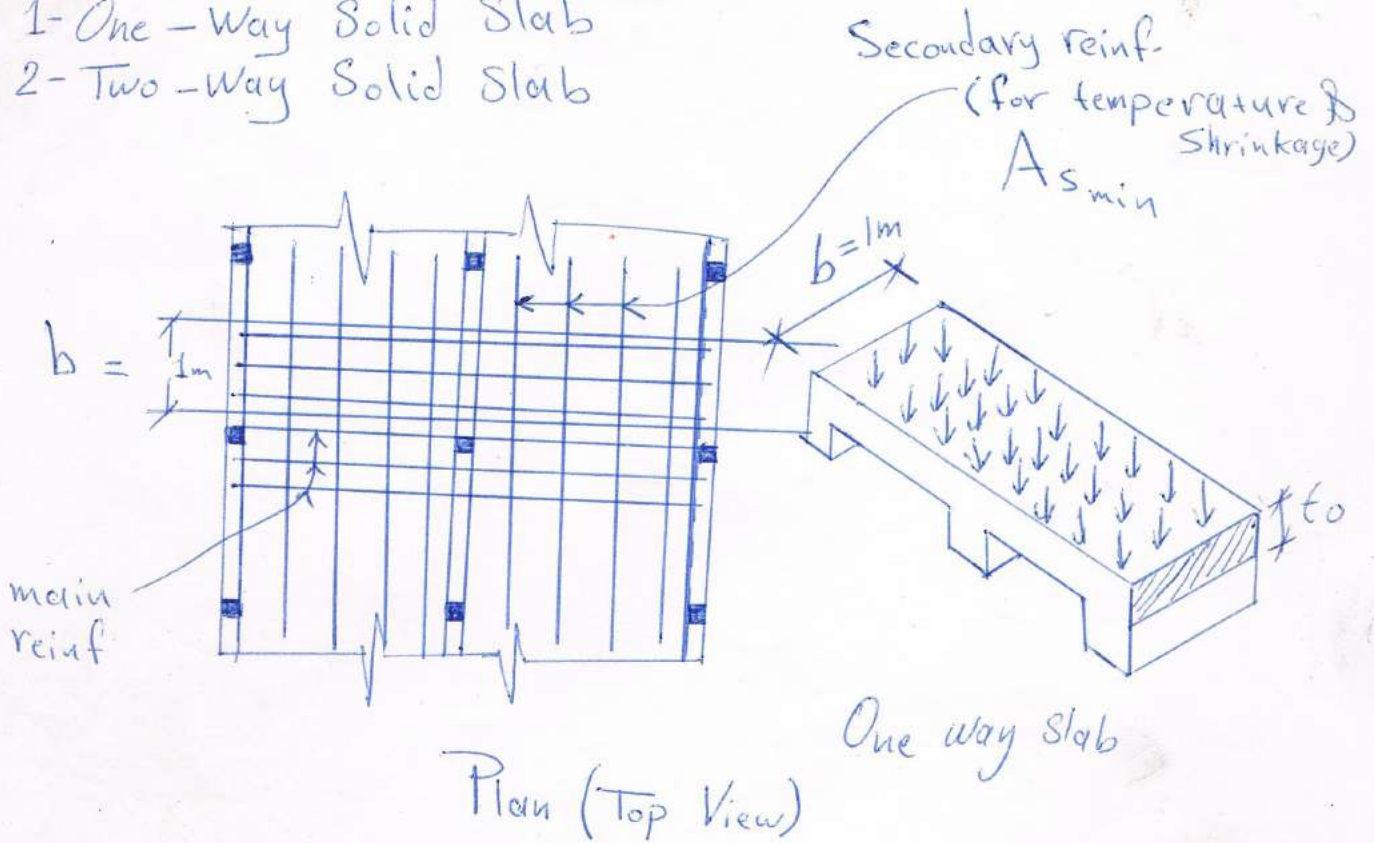 1- One - Way Solid Slab
2- Two - Way Solid Slab
Secondary reinf.
(for temperature &
Shrinkage)
As min
b = 1m
b = 1m
to
main
reinf
One way slab
Plan (Top View)